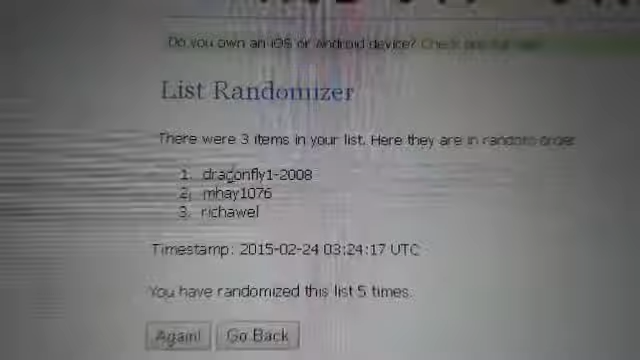 Do you own an iOS or Android device? Check
List Randomizer
There were 3 items in your list. Here they are in random order:
1. dragonfly1-2008
2. mhay1076
3. richawel
Timestamp: 2015-02-24 03:24:17 UTC
You have randomized this list 5 times.
Again! Go Back